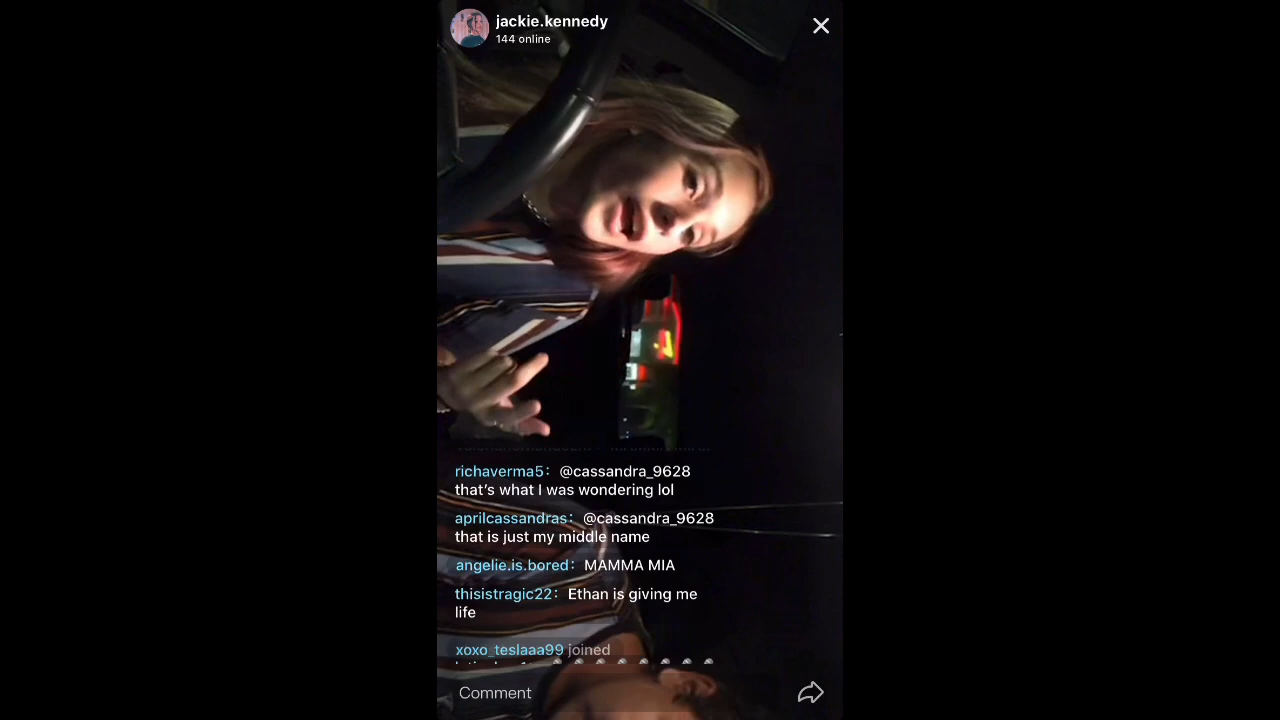 jackie.kennedy
144 online
richaverma5: @cassandra_9628
that's what I was wondering lol
aprilcassandras: @cassandra_9628
that is just my middle name
angelie.is.bored: MAMMA MIA
thisistragic22: Ethan is giving me
life
xoxo_teslaaa99 joined
Comment